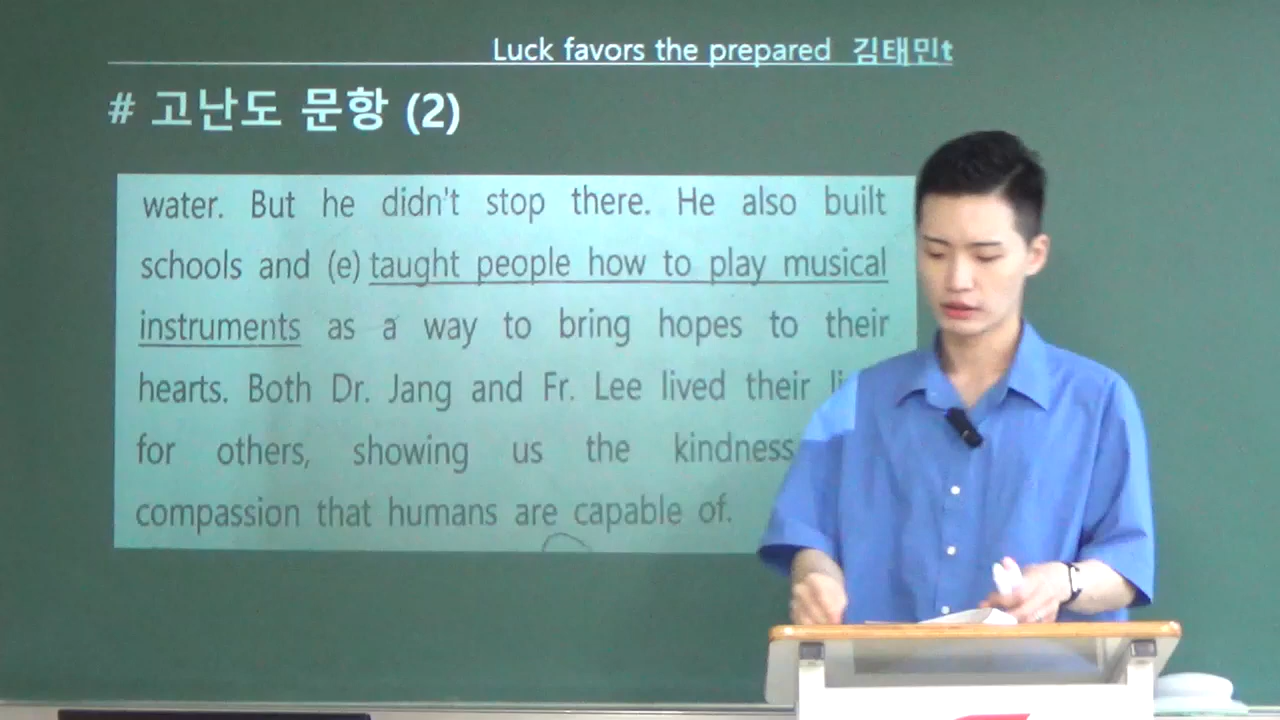 Luck favors the prepared 김태민t
# 고난도 문항 (2)
water. But he didn't stop there. He also built
schools and (e) taught people how to play musical
instruments as a way to bring hopes to their
hearts. Both Dr. Jang and Fr. Lee lived their
for others, showing us the kindness
compassion that humans are capable of.